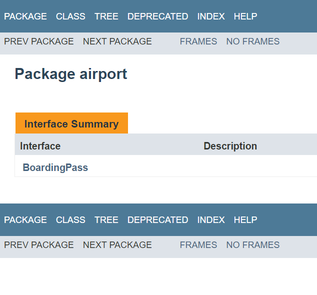 PACKAGE CLASS TREE DEPRECATED INDEX HELP
PREV PACKAGE NEXT PACKAGE FRAMES NO FRAMES
Package airport
Interface Summary
Interface Description
BoardingPass
PACKAGE CLASS TREE DEPRECATED INDEX HELP
PREV PACKAGE NEXT PACKAGE FRAMES NO FRAMES